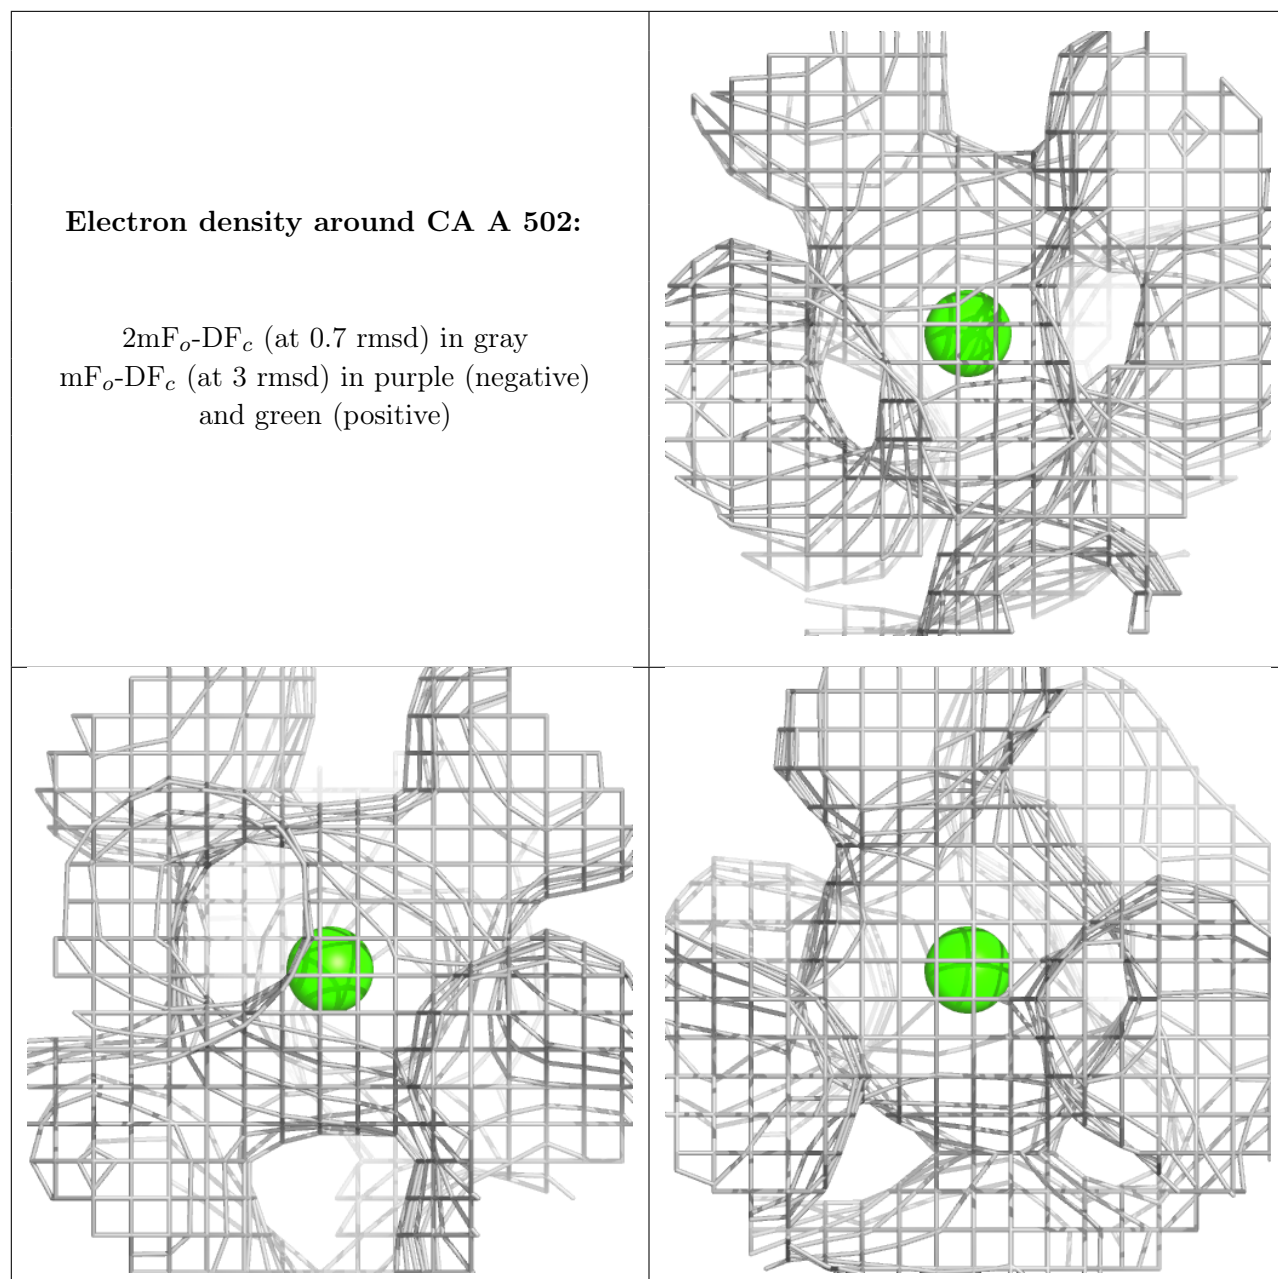 Electron density around CA A 502:
2mFo-DFc (at 0.7 rmsd) in gray
mFo-DFc (at 3 rmsd) in purple (negative)
and green (positive)